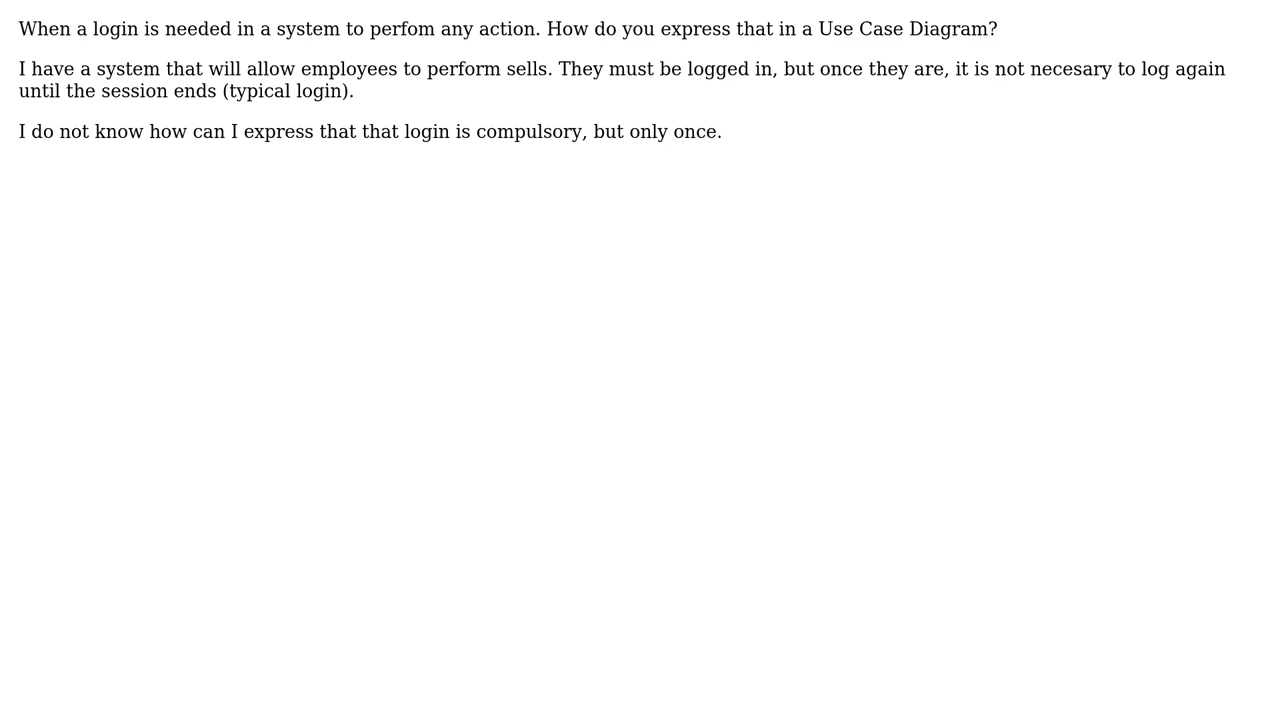 When a login is needed in a system to perfom any action. How do you express that in a Use Case Diagram?
I have a system that will allow employees to perform sells. They must be logged in, but once they are, it is not necesary to log again
until the session ends (typical login).
I do not know how can I express that that login is compulsory, but only once.